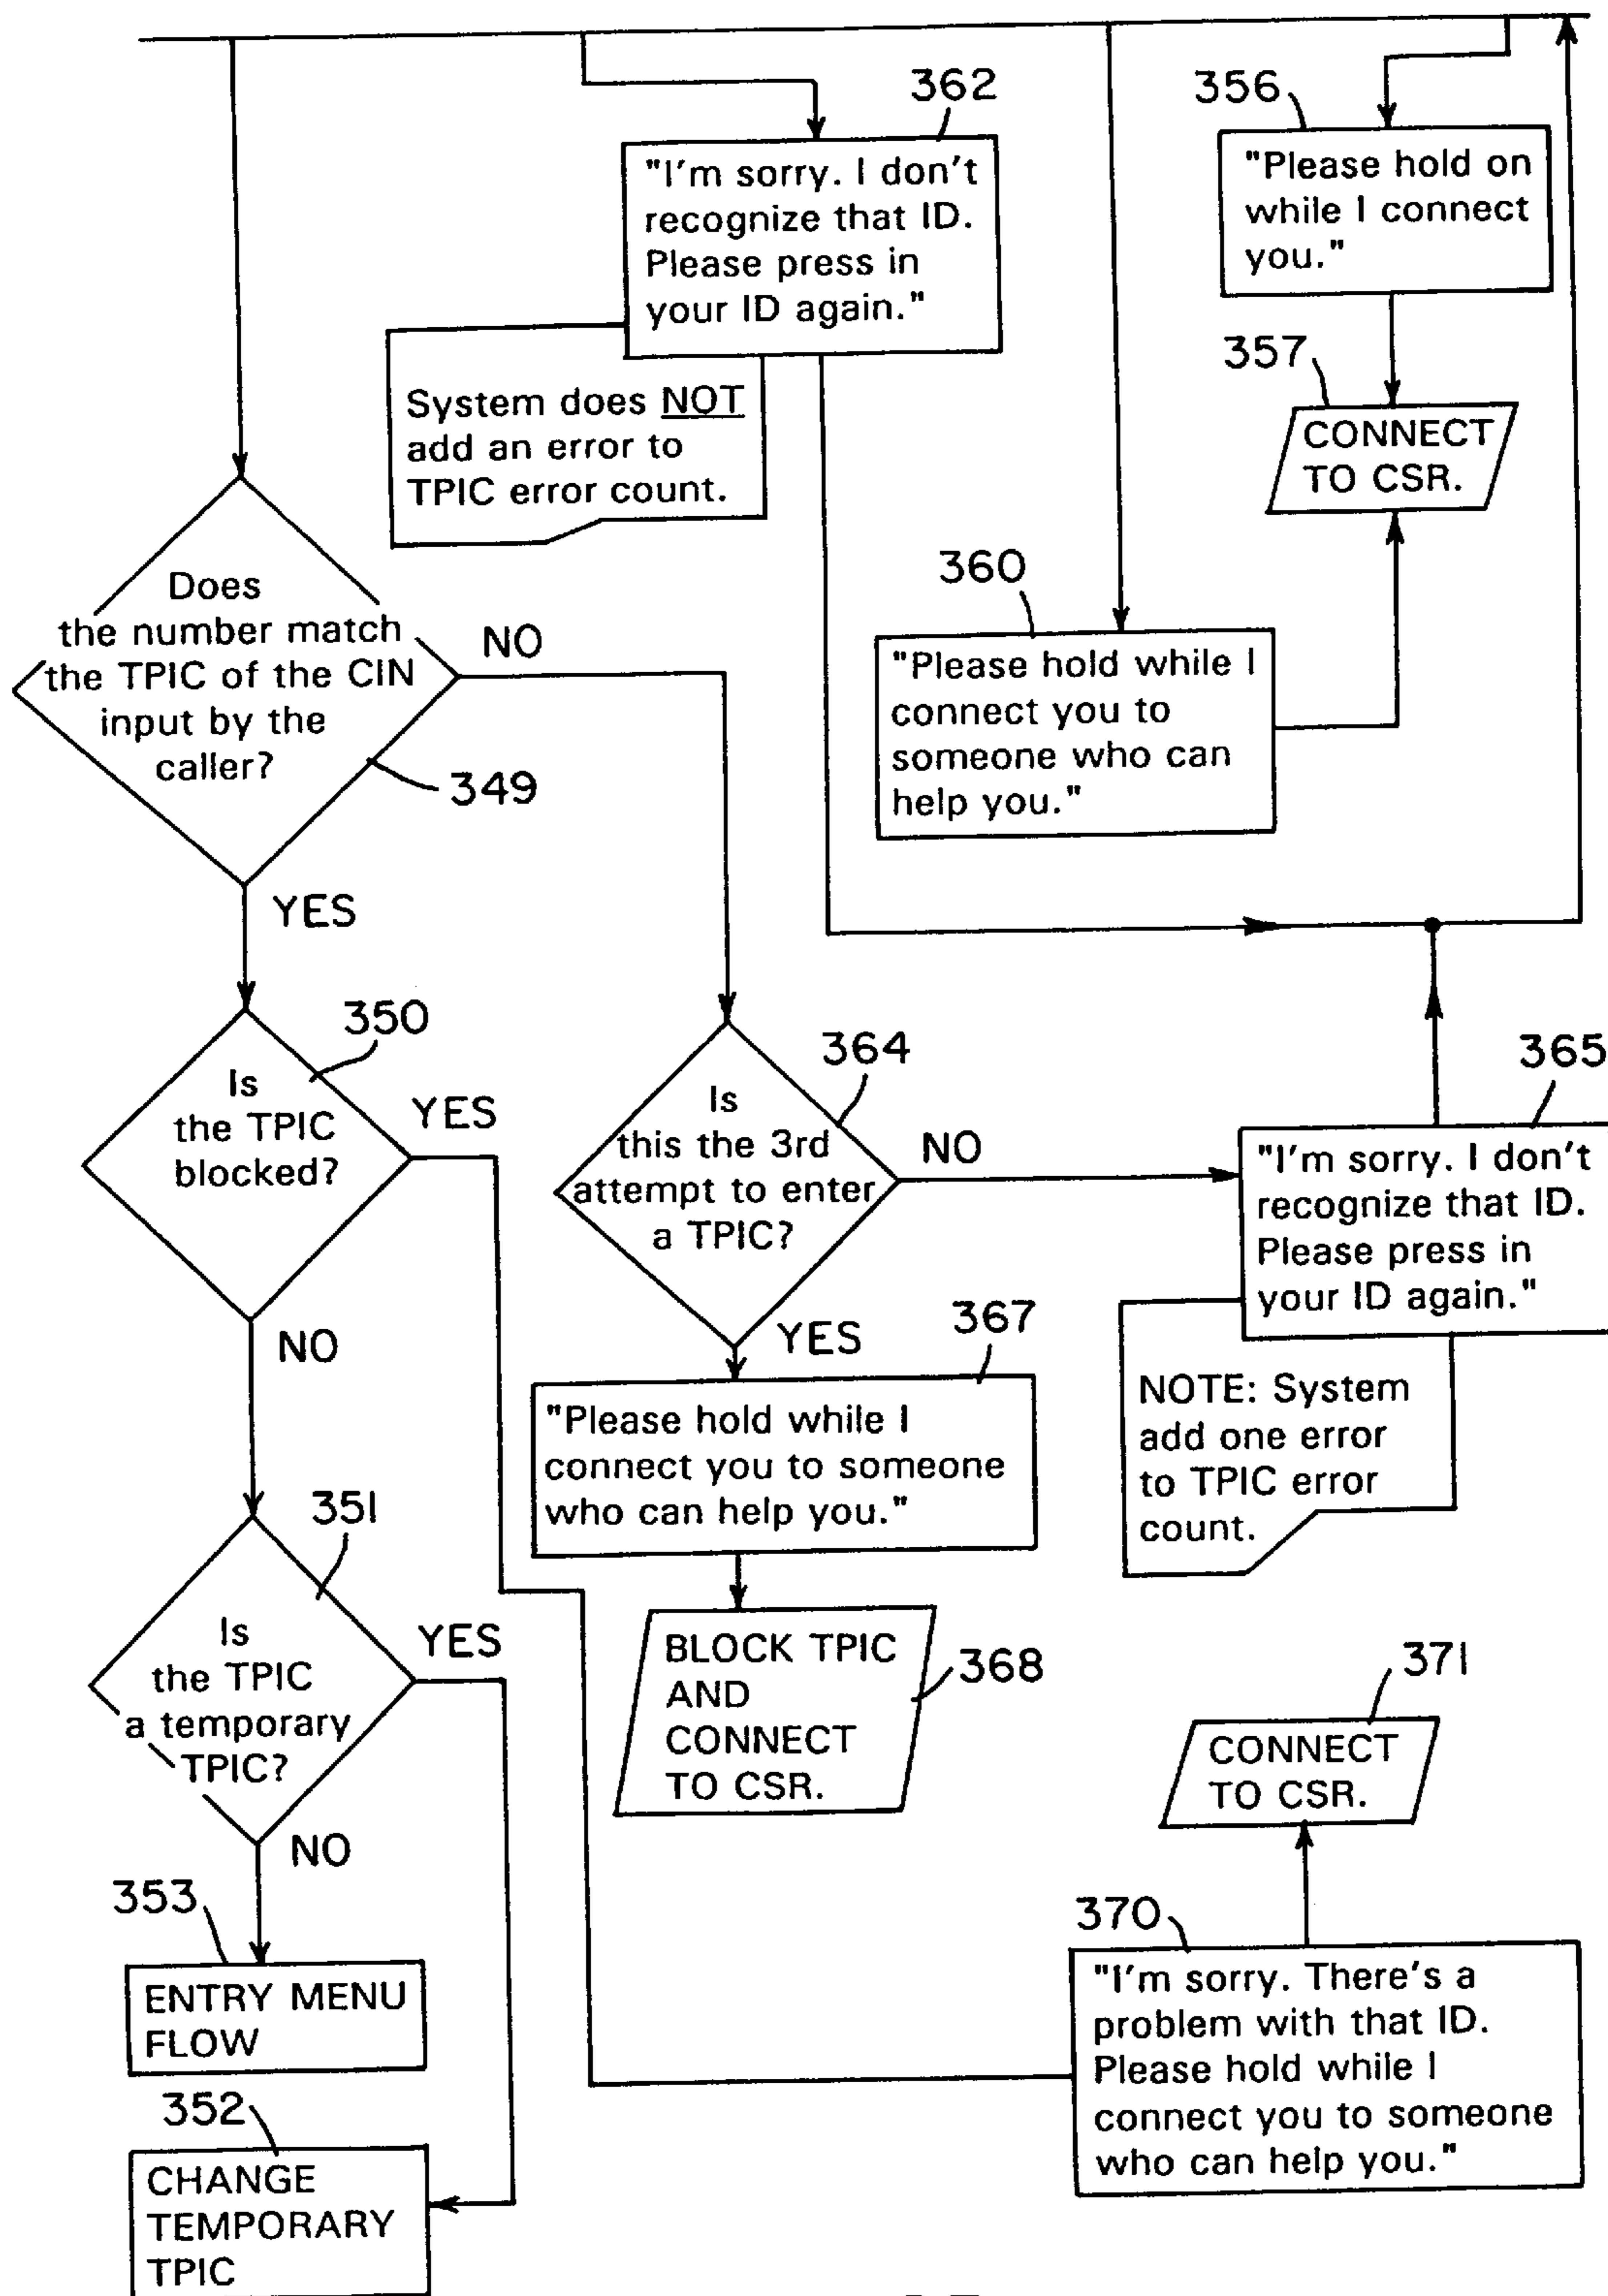 362
"I'm sorry. I don't
recognize that ID.
Please press in
your ID again."
System does NOT
add an error to
TPIC error count.
356
"Please hold on
while I connect
you."
357
CONNECT
TO CSR.
360
"Please hold while I
connect you to
someone who can
help you."
Does
the number match
the TPIC of the CIN
input by the
caller?
349
NO
YES
350
Is
the TPIC
blocked?
YES
NO
364
Is
this the 3rd
attempt to enter
a TPIC?
NO
YES
365
"I'm sorry. I don't
recognize that ID.
Please press in
your ID again."
NOTE: System
add one error
to TPIC error
count.
367
"Please hold while I
connect you to someone
who can help you."
BLOCK TPIC
AND
CONNECT
TO CSR.
368
351
Is
the TPIC
a temporary
TPIC?
YES
NO
353
ENTRY MENU
FLOW
352
CHANGE
TEMPORARY
TPIC
371
CONNECT
TO CSR.
370
"I'm sorry. There's a
problem with that ID.
Please hold while I
connect you to someone
who can help you."